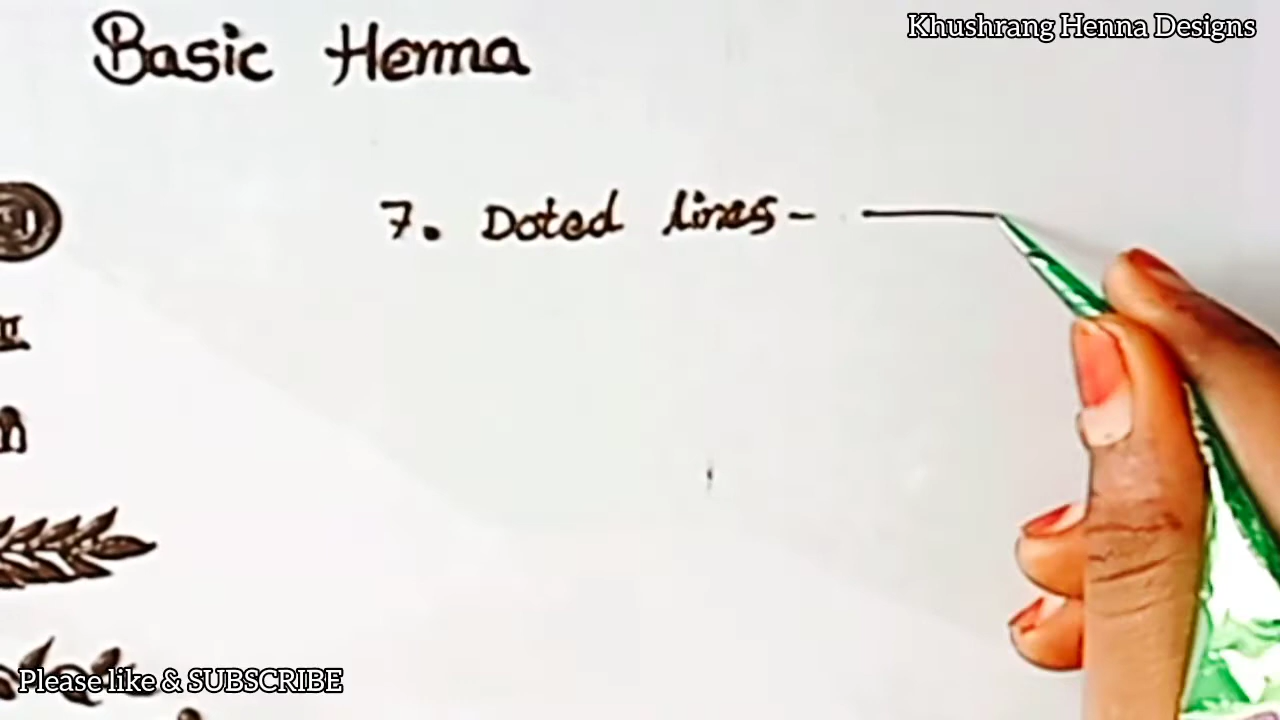 Khushrang Henna Designs
Basic Henna
7. Doted lines-
Please like & SUBSCRIBE